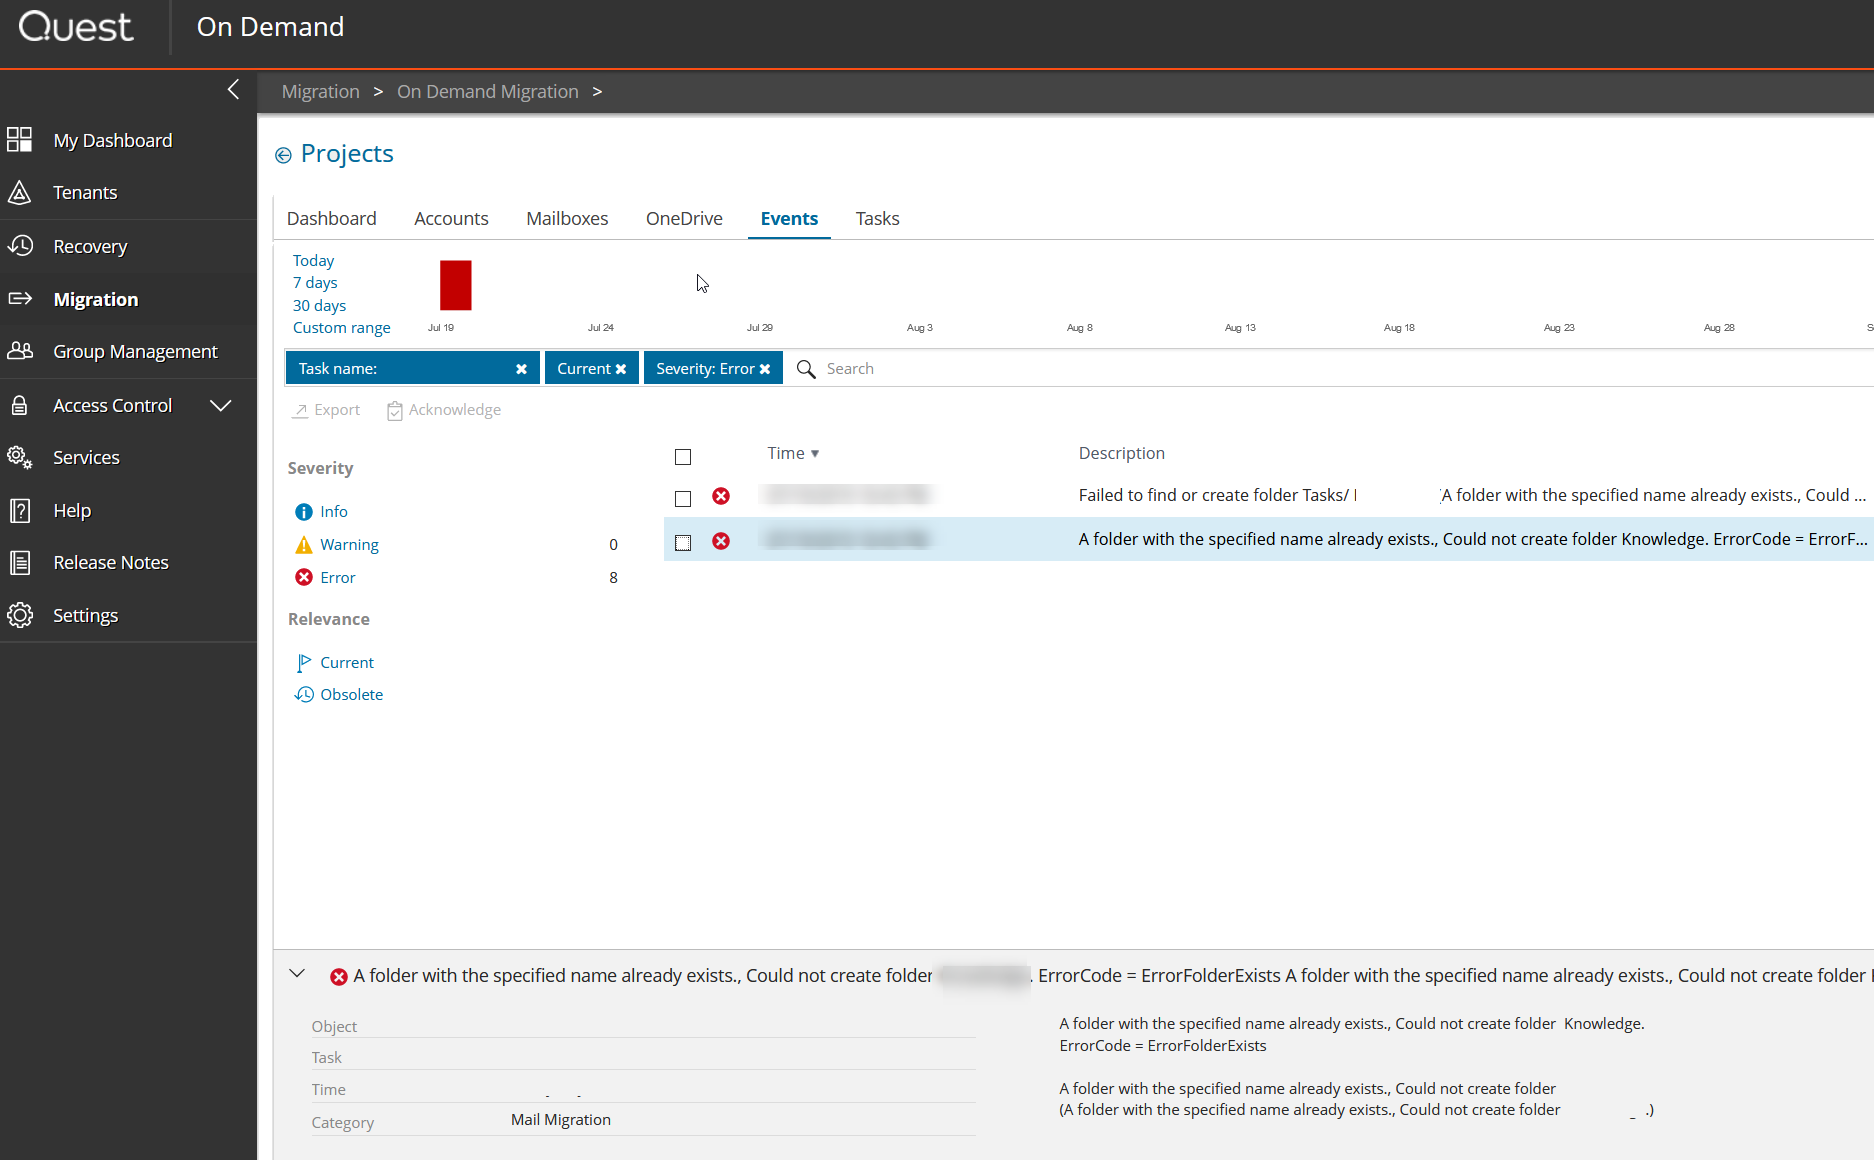 Quest On Demand
Migration > On Demand Migration >
My Dashboard
Tenants
Recovery
Migration
Group Management
Access Control
Services
Help
Release Notes
Settings
Projects
Dashboard Accounts Mailboxes OneDrive Events Tasks
Today
7 days
30 days
Custom range
Jul 19 Jul 24 Jul 29 Aug 3 Aug 8 Aug 13 Aug 18 Aug 23 Aug 28
Task name: Current Severity: Error Search
Export Acknowledge
Severity
Info
Warning 0
Error 8
Relevance
Current
Obsolete
Time Description
Failed to find or create folder Tasks/ (A folder with the specified name already exists., Could ...
A folder with the specified name already exists., Could not create folder Knowledge. ErrorCode = ErrorF...
A folder with the specified name already exists., Could not create folder . ErrorCode = ErrorFolderExists A folder with the specified name already exists., Could not create folder
Object
Task
Time
Category Mail Migration
A folder with the specified name already exists., Could not create folder Knowledge.
ErrorCode = ErrorFolderExists
A folder with the specified name already exists., Could not create folder
(A folder with the specified name already exists., Could not create folder .)